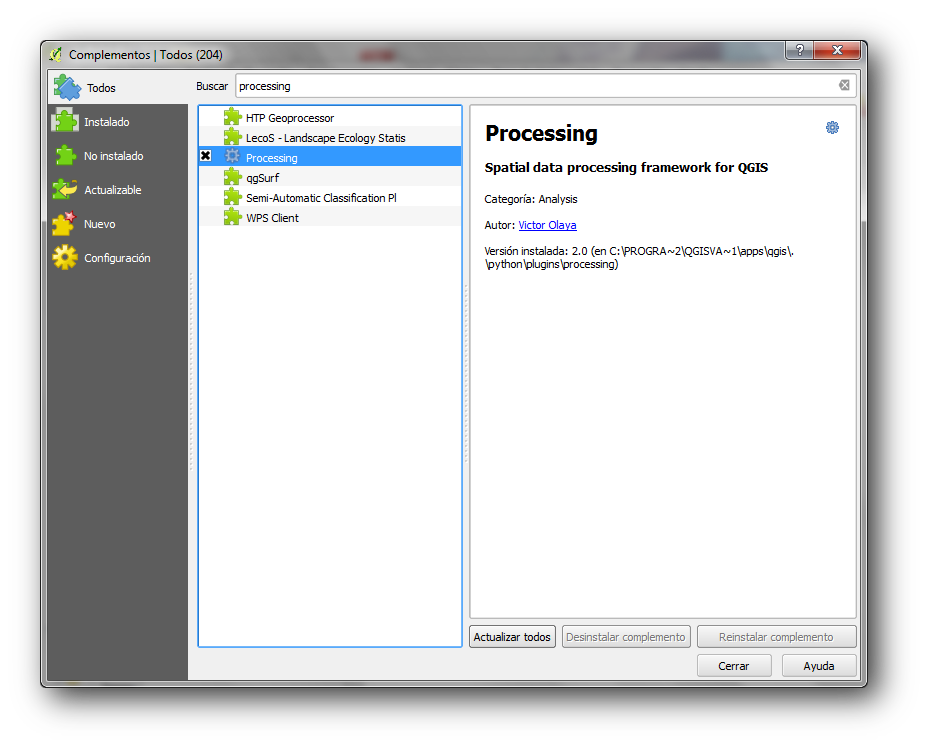 Complementos | Todos (204)
?
Todos
Instalado
No instalado
Actualizable
Nuevo
Configuración
Buscar
processing
HTP Geoprocessor
LecoS - Landscape Ecology Statis
Processing
qgSurf
Semi-Automatic Classification Pl
WPS Client
Processing
Spatial data processing framework for QGIS
Categoría: Analysis
Autor: Victor Olaya
Versión instalada: 2.0 (en C:\PROGRA~2\QGISVA~1\apps\qgis\.
\python\plugins\processing)
Actualizar todos
Desinstalar complemento
Reinstalar complemento
Cerrar
Ayuda